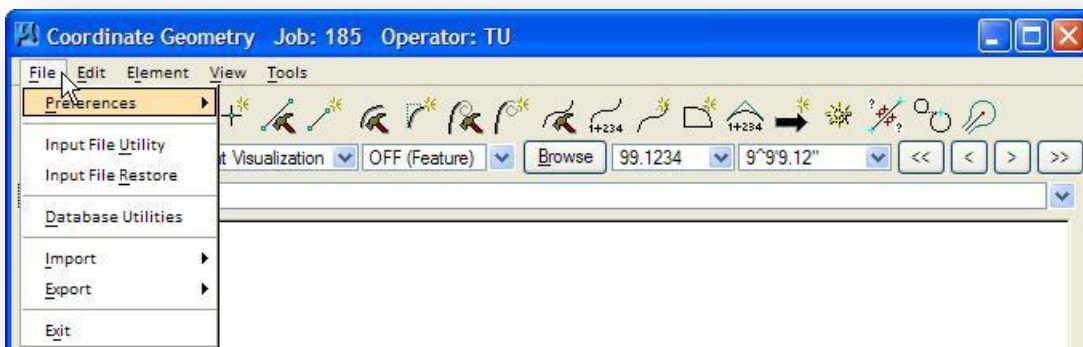 Coordinate Geometry Job: 185 Operator: TU
File Edit Element View Tools
Preferences
Input File Utility
Input File Restore
Database Utilities
Import
Export
Exit
1+234 1+234 ? ?
t Visualization OFF (Feature) Browse 99.1234 9^9'9.12" << < > >>